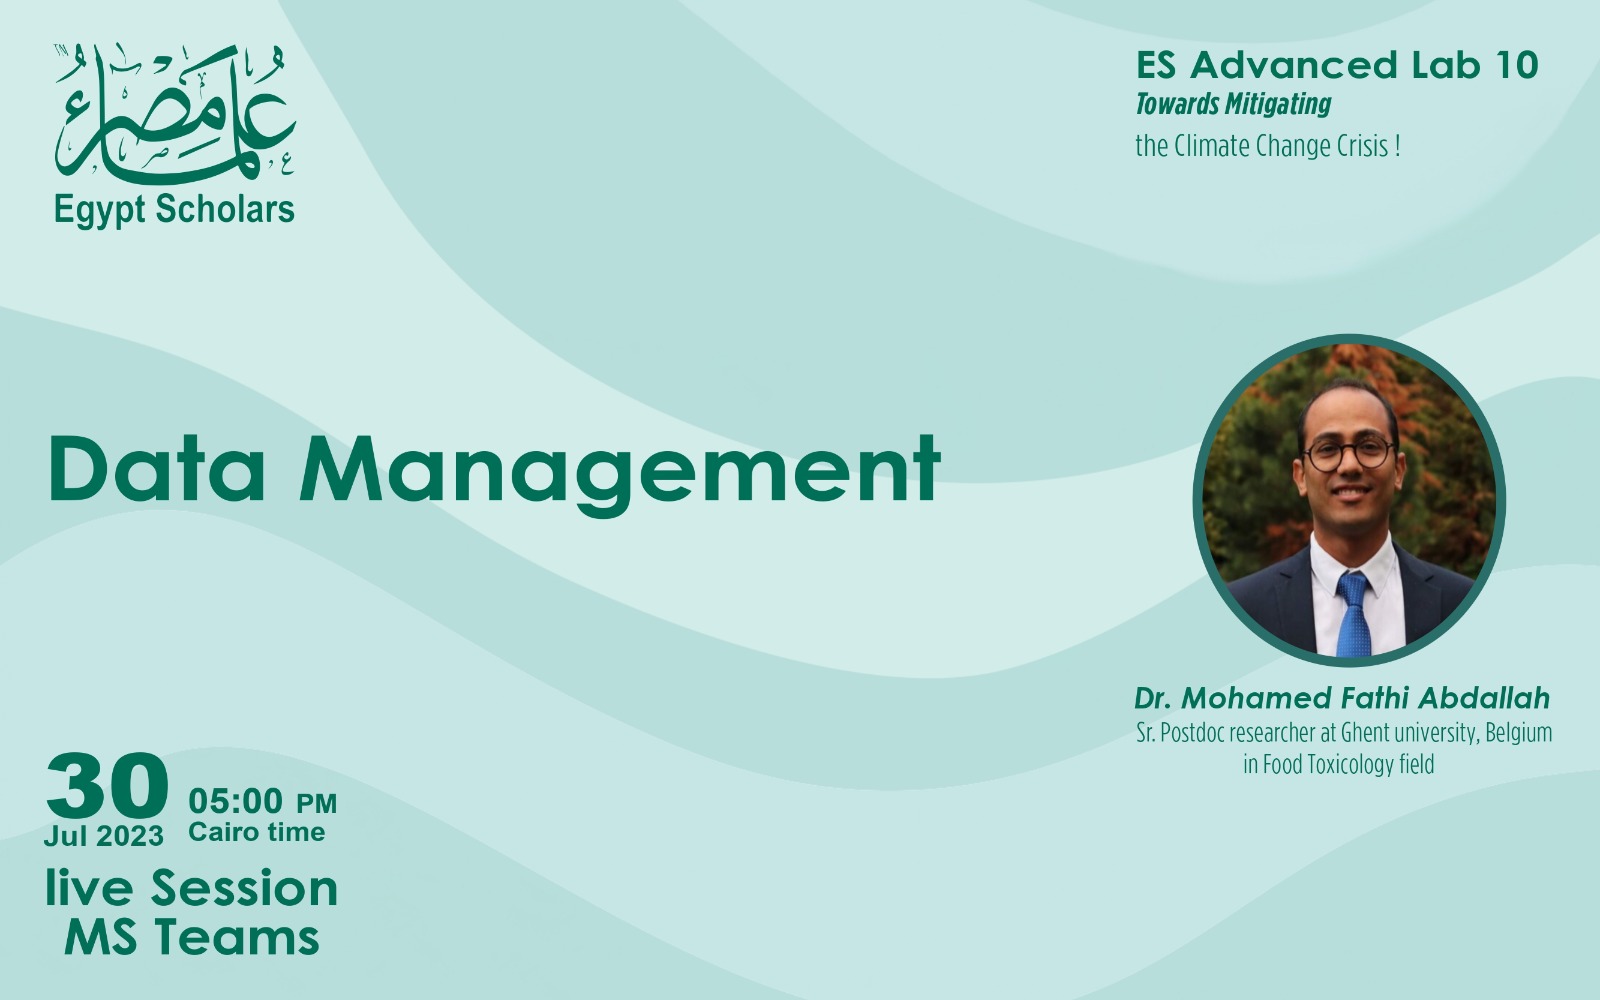 TM
علماء مصر
Egypt Scholars
ES Advanced Lab 10
Towards Mitigating
the Climate Change Crisis !
Data Management
Dr. Mohamed Fathi Abdallah
Sr. Postdoc researcher at Ghent university, Belgium
in Food Toxicology field
30
Jul 2023
05:00 PM
Cairo time
live Session
MS Teams